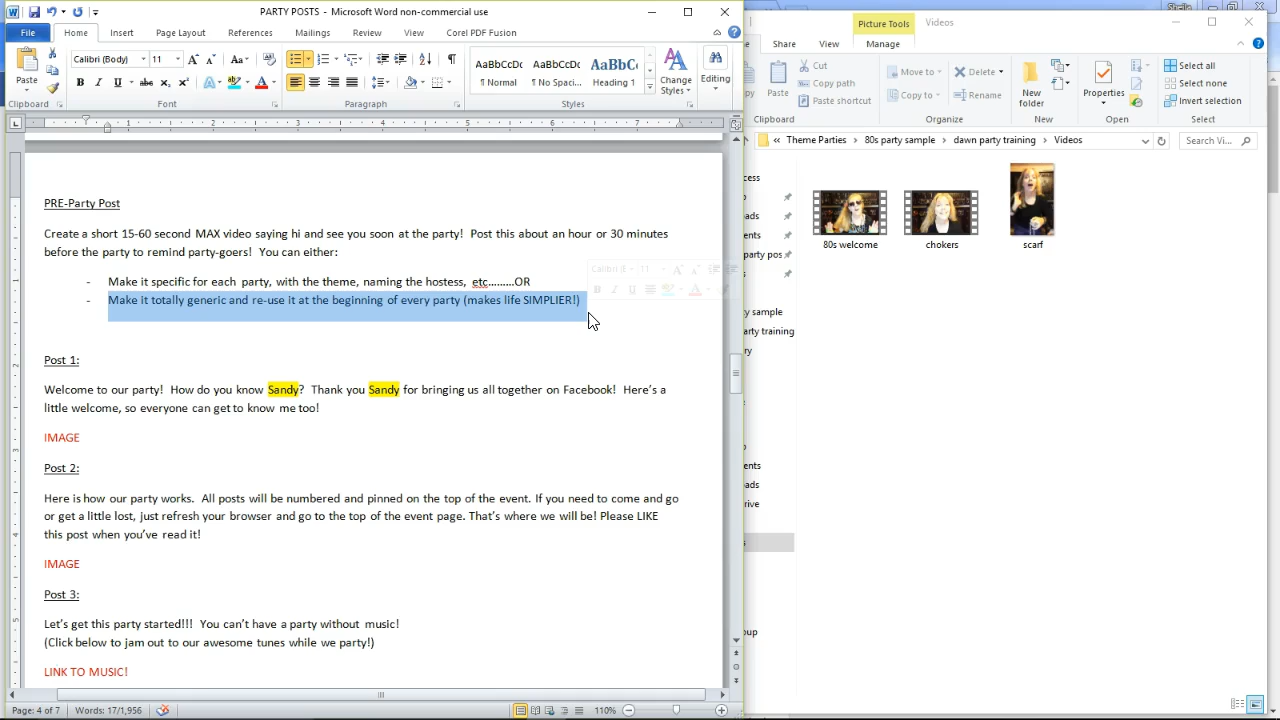 PARTY POSTS - Microsoft Word non-commercial use
File Home Insert Page Layout References Mailings Review View Corel PDF Fusion
Paste
Calibri (Body) 11
AaBbCcDc AaBbCcDc AaBbC
¶ Normal ¶ No Spaci... Heading 1
Change Styles
Editing
Clipboard Font Paragraph Styles
PRE-Party Post
Create a short 15-60 second MAX video saying hi and see you soon at the party! Post this about an hour or 30 minutes
before the party to remind party-goers! You can either:
Make it specific for each party, with the theme, naming the hostess, etc.........OR
- Make it totally generic and re-use it at the beginning of every party (makes life SIMPLIER!)
Post 1:
Welcome to our party! How do you know Sandy? Thank you Sandy for bringing us all together on Facebook! Here's a
little welcome, so everyone can get to know me too!
IMAGE
Post 2:
Here is how our party works. All posts will be numbered and pinned on the top of the event. If you need to come and go
or get a little lost, just refresh your browser and go to the top of the event page. That's where we will be! Please LIKE
this post when you've read it!
IMAGE
Post 3:
Let's get this party started!!! You can't have a party without music!
(Click below to jam out to our awesome tunes while we party!)
LINK TO MUSIC!
Page: 4 of 7 Words: 17/1,956 110%
Picture Tools Videos
Share View Manage
Paste
Cut
Copy path
Paste shortcut
Move to Delete
Copy to Rename
New folder
Properties
Select all
Select none
Invert selection
Clipboard Organize New Open Select
« Theme Parties 80s party sample dawn party training Videos
Search Vi...
80s welcome chokers scarf